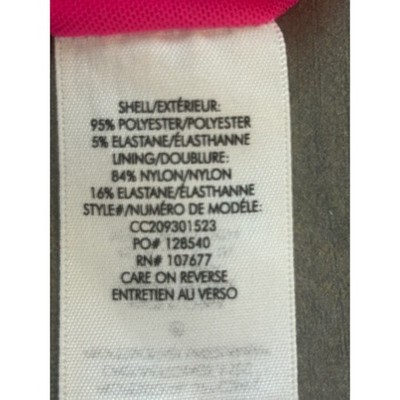 SHELL/EXTÉRIEUR:
95% POLYESTER/POLYESTER
5% ELASTANE/ÉLASTHANNE
LINING/DOUBLURE:
84% NYLON/NYLON
16% ELASTANE/ÉLASTHANNE
STYLE#/NUMÉRO DE MODÈLE:
CC209301523
PO# 128540
RN# 107677
CARE ON REVERSE
ENTRETIEN AU VERSO